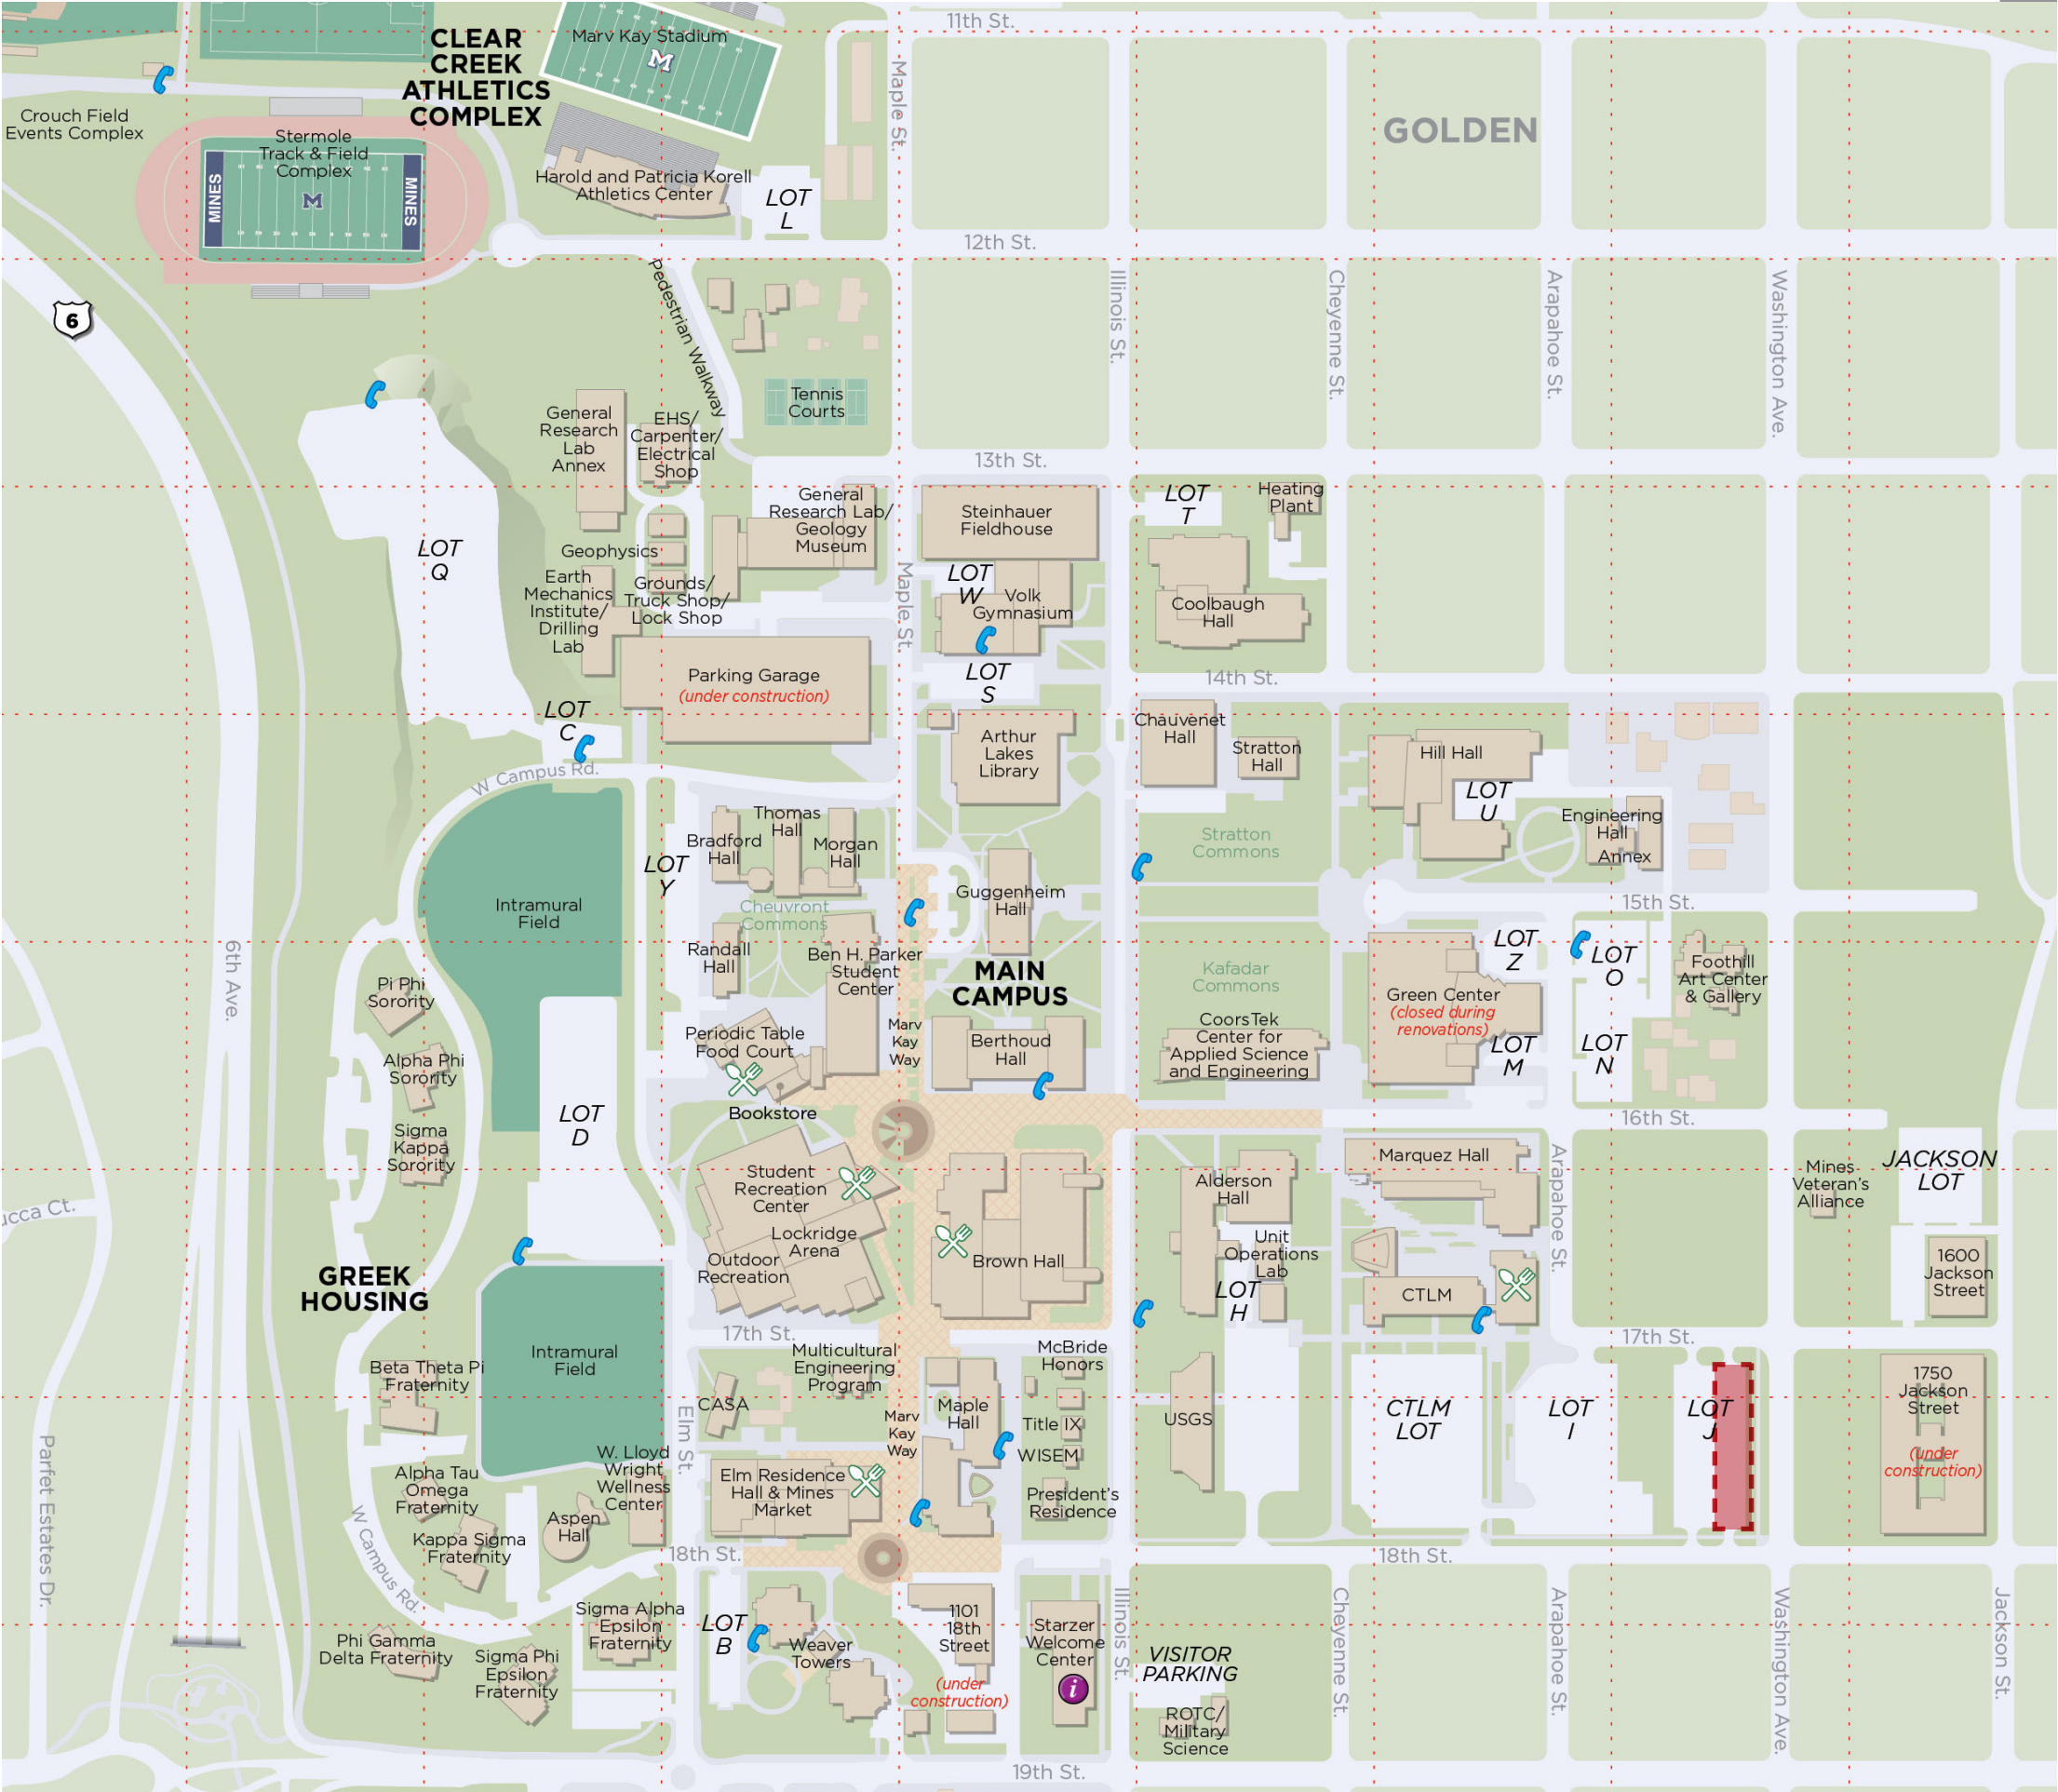 11th St.
CLEAR
CREEK
ATHLETICS
COMPLEX
Marv Kay Stadium
M
Maple St.
Crouch Field
Events Complex
GOLDEN
Stermole
Track & Field
Complex
MINES
M
MINES
Harold and Patricia Korell
Athletics Center
LOT
L
12th St.
6
Pedestrian Walkway
Illinois St.
Cheyenne St.
Arapahoe St.
Washington Ave.
Tennis
Courts
General
Research
Lab
Annex
EHS/
Carpenter/
Electrical
Shop
13th St.
General
Research Lab/
Geology
Museum
Steinhauer
Fieldhouse
LOT
T
Heating
Plant
LOT
Q
Geophysics
Earth
Mechanics
Institute/
Drilling
Lab
Grounds/
Truck Shop/
Lock Shop
Maple St.
LOT
W
Volk
Gymnasium
Coolbaugh
Hall
Parking Garage
(under construction)
LOT
S
14th St.
LOT
C
W Campus Rd.
Arthur
Lakes
Library
Chauvenet
Hall
Stratton
Hall
Hill Hall
LOT
U
Engineering
Hall
Annex
Bradford
Hall
Thomas
Hall
Morgan
Hall
LOT
Y
Stratton
Commons
Intramural
Field
Cheuvront
Commons
Guggenheim
Hall
15th St.
6th Ave.
Randall
Hall
Ben H. Parker
Student
Center
MAIN
CAMPUS
Kafadar
Commons
LOT
Z
LOT
O
Foothill
Art Center
& Gallery
Pi Phi
Sorority
Green Center
(closed during
renovations)
Periodic Table
Food Court
Marv
Kay
Way
Berthoud
Hall
CoorsTek
Center for
Applied Science
and Engineering
LOT
M
LOT
N
Alpha Phi
Sorority
Bookstore
LOT
D
16th St.
Sigma
Kappa
Sorority
Student
Recreation
Center
Lockridge
Arena
Outdoor
Recreation
Brown Hall
Alderson
Hall
Unit
Operations
Lab
LOT
H
Marquez Hall
Arapahoe St.
CTLM
Mines
Veteran's
Alliance
JACKSON
LOT
1600
Jackson
Street
ucca Ct.
GREEK
HOUSING
17th St.
17th St.
Intramural
Field
Multicultural
Engineering
Program
McBride
Honors
Beta Theta Pi
Fraternity
CASA
Elm St.
Marv
Kay
Way
Maple
Hall
Title IX
WISEM
President's
Residence
USGS
CTLM
LOT
LOT
I
LOT
J
1750
Jackson
Street
(under
construction)
Parfet Estates Dr.
Alpha Tau
Omega
Fraternity
W. Lloyd
Wright
Wellness
Center
Elm Residence
Hall & Mines
Market
Aspen
Hall
Kappa Sigma
Fraternity
W Campus Rd.
18th St.
18th St.
Sigma Alpha
Epsilon
Fraternity
LOT
B
Weaver
Towers
1101
18th
Street
(under
construction)
Starzer
Welcome
Center
i
Illinois St.
VISITOR
PARKING
Cheyenne St.
Arapahoe St.
Washington Ave.
Jackson St.
Phi Gamma
Delta Fraternity
Sigma Phi
Epsilon
Fraternity
ROTC/
Military
Science
19th St.